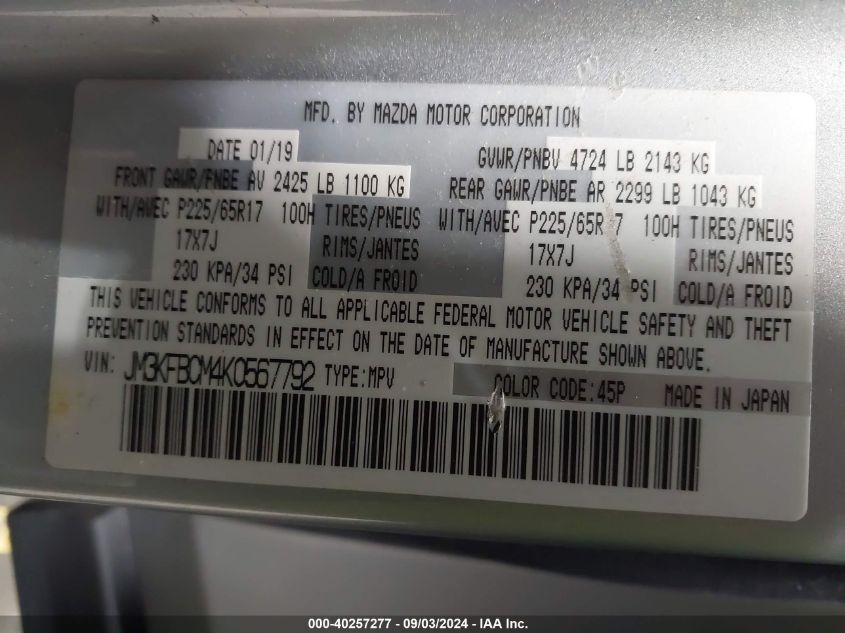 MFD. BY MAZDA MOTOR CORPORATION
DATE 01/19 GVWR/PNBV 4724 LB 2143 KG
FRONT GAWR/PNBE AV 2425 LB 1100 KG REAR GAWR/PNBE AR 2299 LB 1043 KG
WITH/AVEC P225/65R17 100H TIRES/PNEUS WITH/AVEC P225/65R 7 100H TIRES/PNEUS
17X7J RIMS/JANTES 17X7J RIMS/JANTES
230 KPA/34 PSI COLD/A FROID 230 KPA/34 PSI COLD/A FROID
THIS VEHICLE CONFORMS TO ALL APPLICABLE FEDERAL MOTOR VEHICLE SAFETY AND THEFT
PREVENTION STANDARDS IN EFFECT ON THE DATE OF MANUFACTURE SHOWN ABOVE.
VIN: JM3KFBCM4K0567792 TYPE:MPV COLOR CODE:45P MADE IN JAPAN
000-40257277 - 09/03/2024 - IAA Inc.